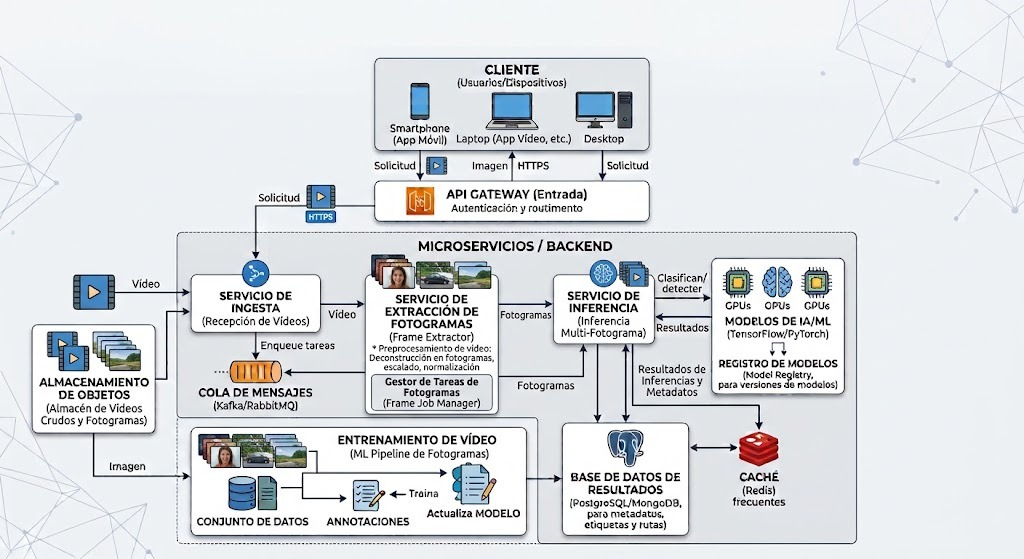 CLIENTE
(Usuarios/Dispositivos)
Smartphone
(App Móvil)
Laptop (App Vídeo, etc.)
Desktop
Solicitud
Imagen
HTTPS
Solicitud
API GATEWAY (Entrada)
Autenticación y routimento
Solicitud
HTTPS
MICROSERVICIOS / BACKEND
Vídeo
SERVICIO DE
INGESTA
(Recepción de Vídeos)
Vídeo
SERVICIO DE
EXTRACCIÓN DE
FOTOGRAMAS
(Frame Extractor)
* Preprocesamiento de vídeo:
Deconstrucción en fotogramas,
escalado, normalización
Gestor de Tareas de
Fotogramas
(Frame Job Manager)
Fotogramas
Fotogramas
SERVICIO DE
INFERENCIA
(Inferencia
Multi-Fotograma)
Clasifican/
detecter
Resultados
GPUs
GPUs
GPUs
MODELOS DE IA/ML
(TensorFlow/PyTorch)
REGISTRO DE MODELOS
(Model Registry,
para versiones de modelos)
Enqueue tareas
COLA DE MENSAJES
(Kafka/RabbitMQ)
ALMACENAMIENTO
DE OBJETOS
(Almacén de Vídeos
Crudos y Fotogramas)
Resultados de
Inferencias y
Metadatos
Imagen
ENTRENAMIENTO DE VÍDEO
(ML Pipeline de Fotogramas)
CONJUNTO DE DATOS
ANNOTACIONES
Traina
Actualiza MODELO
BASE DE DATOS DE
RESULTADOS
(PostgreSQL/MongoDB,
para metadatos,
etiquetas y rutas)
CACHÉ
(Redis)
frecuentes